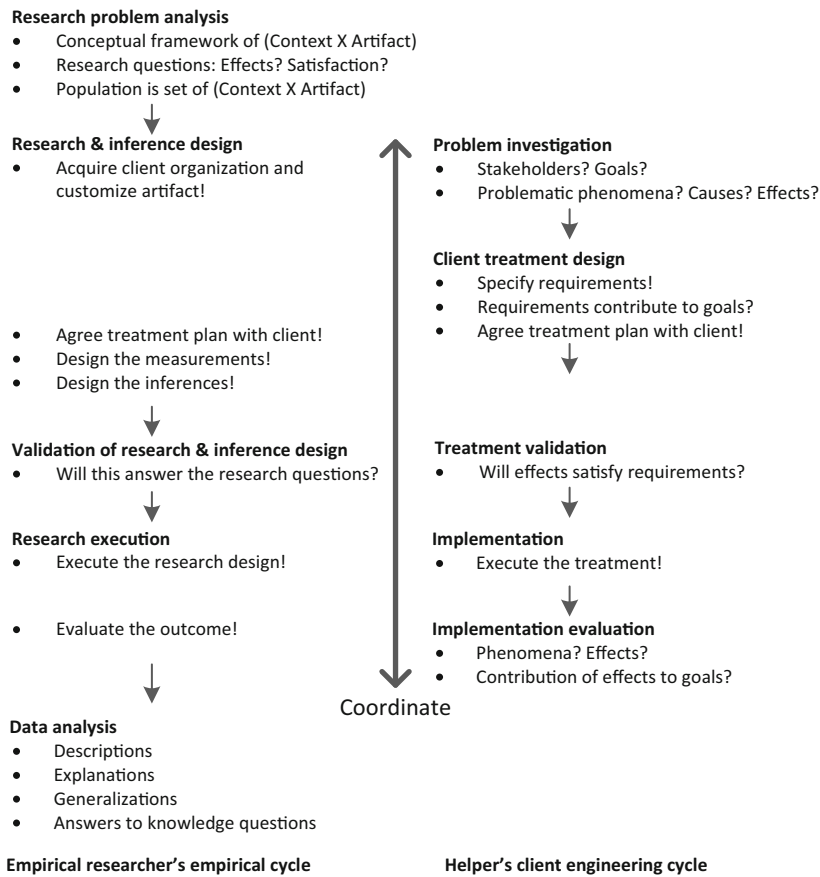 Research problem analysis
• Conceptual framework of (Context X Artifact)
• Research questions: Effects? Satisfaction?
• Population is set of (Context X Artifact)
Research & inference design
• Acquire client organization and
customize artifact!
• Agree treatment plan with client!
• Design the measurements!
• Design the inferences!
Validation of research & inference design
• Will this answer the research questions?
Research execution
• Execute the research design!
• Evaluate the outcome!
Data analysis
• Descriptions
• Explanations
• Generalizations
• Answers to knowledge questions
Empirical researcher's empirical cycle
Coordinate
Problem investigation
• Stakeholders? Goals?
• Problematic phenomena? Causes? Effects?
Client treatment design
• Specify requirements!
• Requirements contribute to goals?
• Agree treatment plan with client!
Treatment validation
• Will effects satisfy requirements?
Implementation
• Execute the treatment!
Implementation evaluation
• Phenomena? Effects?
• Contribution of effects to goals?
Helper's client engineering cycle